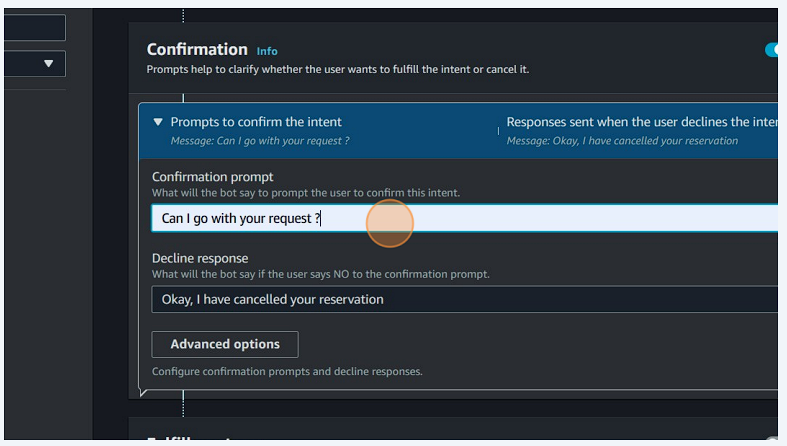 Confirmation Info
Prompts help to clarify whether the user wants to fulfill the intent or cancel it.
Prompts to confirm the intent
Message: Can I go with your request ?
Responses sent when the user declines the
Message: Okay, I have cancelled your reservation
Confirmation prompt
What will the bot say to prompt the user to confirm this intent.
Can I go with your request ?
Decline response
What will the bot say if the user says NO to the confirmation prompt.
Okay, I have cancelled your reservation
Advanced options
Configure confirmation prompts and decline responses.